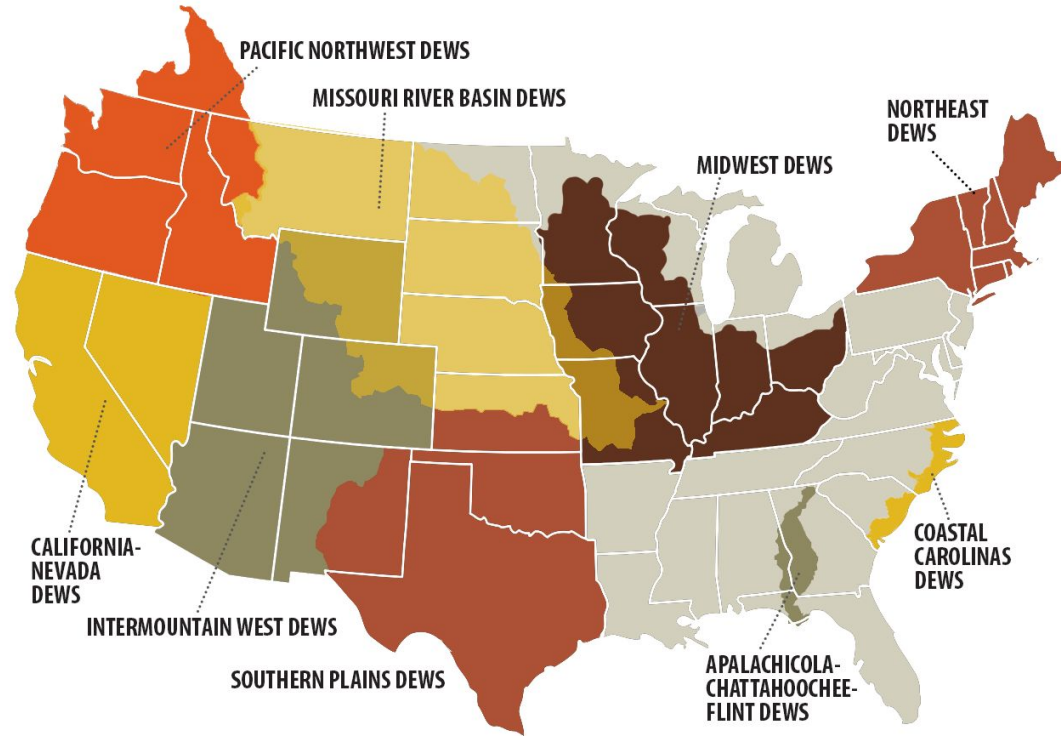 PACIFIC NORTHWEST DEWS
MISSOURI RIVER BASIN DEWS
NORTHEAST
DEWS
MIDWEST DEWS
CALIFORNIA-
NEVADA
DEWS
INTERMOUNTAIN WEST DEWS
SOUTHERN PLAINS DEWS
COASTAL
CAROLINAS
DEWS
APALACHICOLA-
CHATTAHOOCHEE-
FLINT DEWS